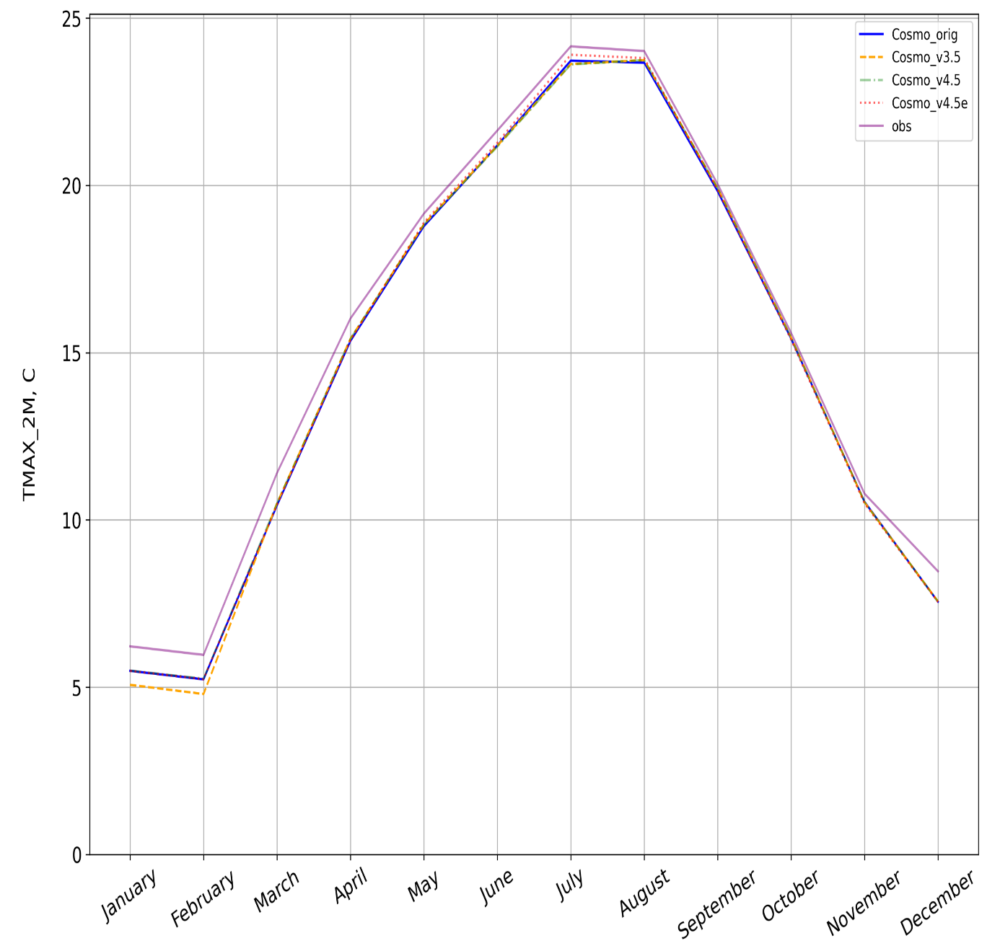 25
20
15
10
5
0
TMAX_2M, C
Cosmo_orig
Cosmo_v3.5
Cosmo_v4.5
Cosmo_v4.5e
obs
January
February
March
April
May
June
July
August
September
October
November
December